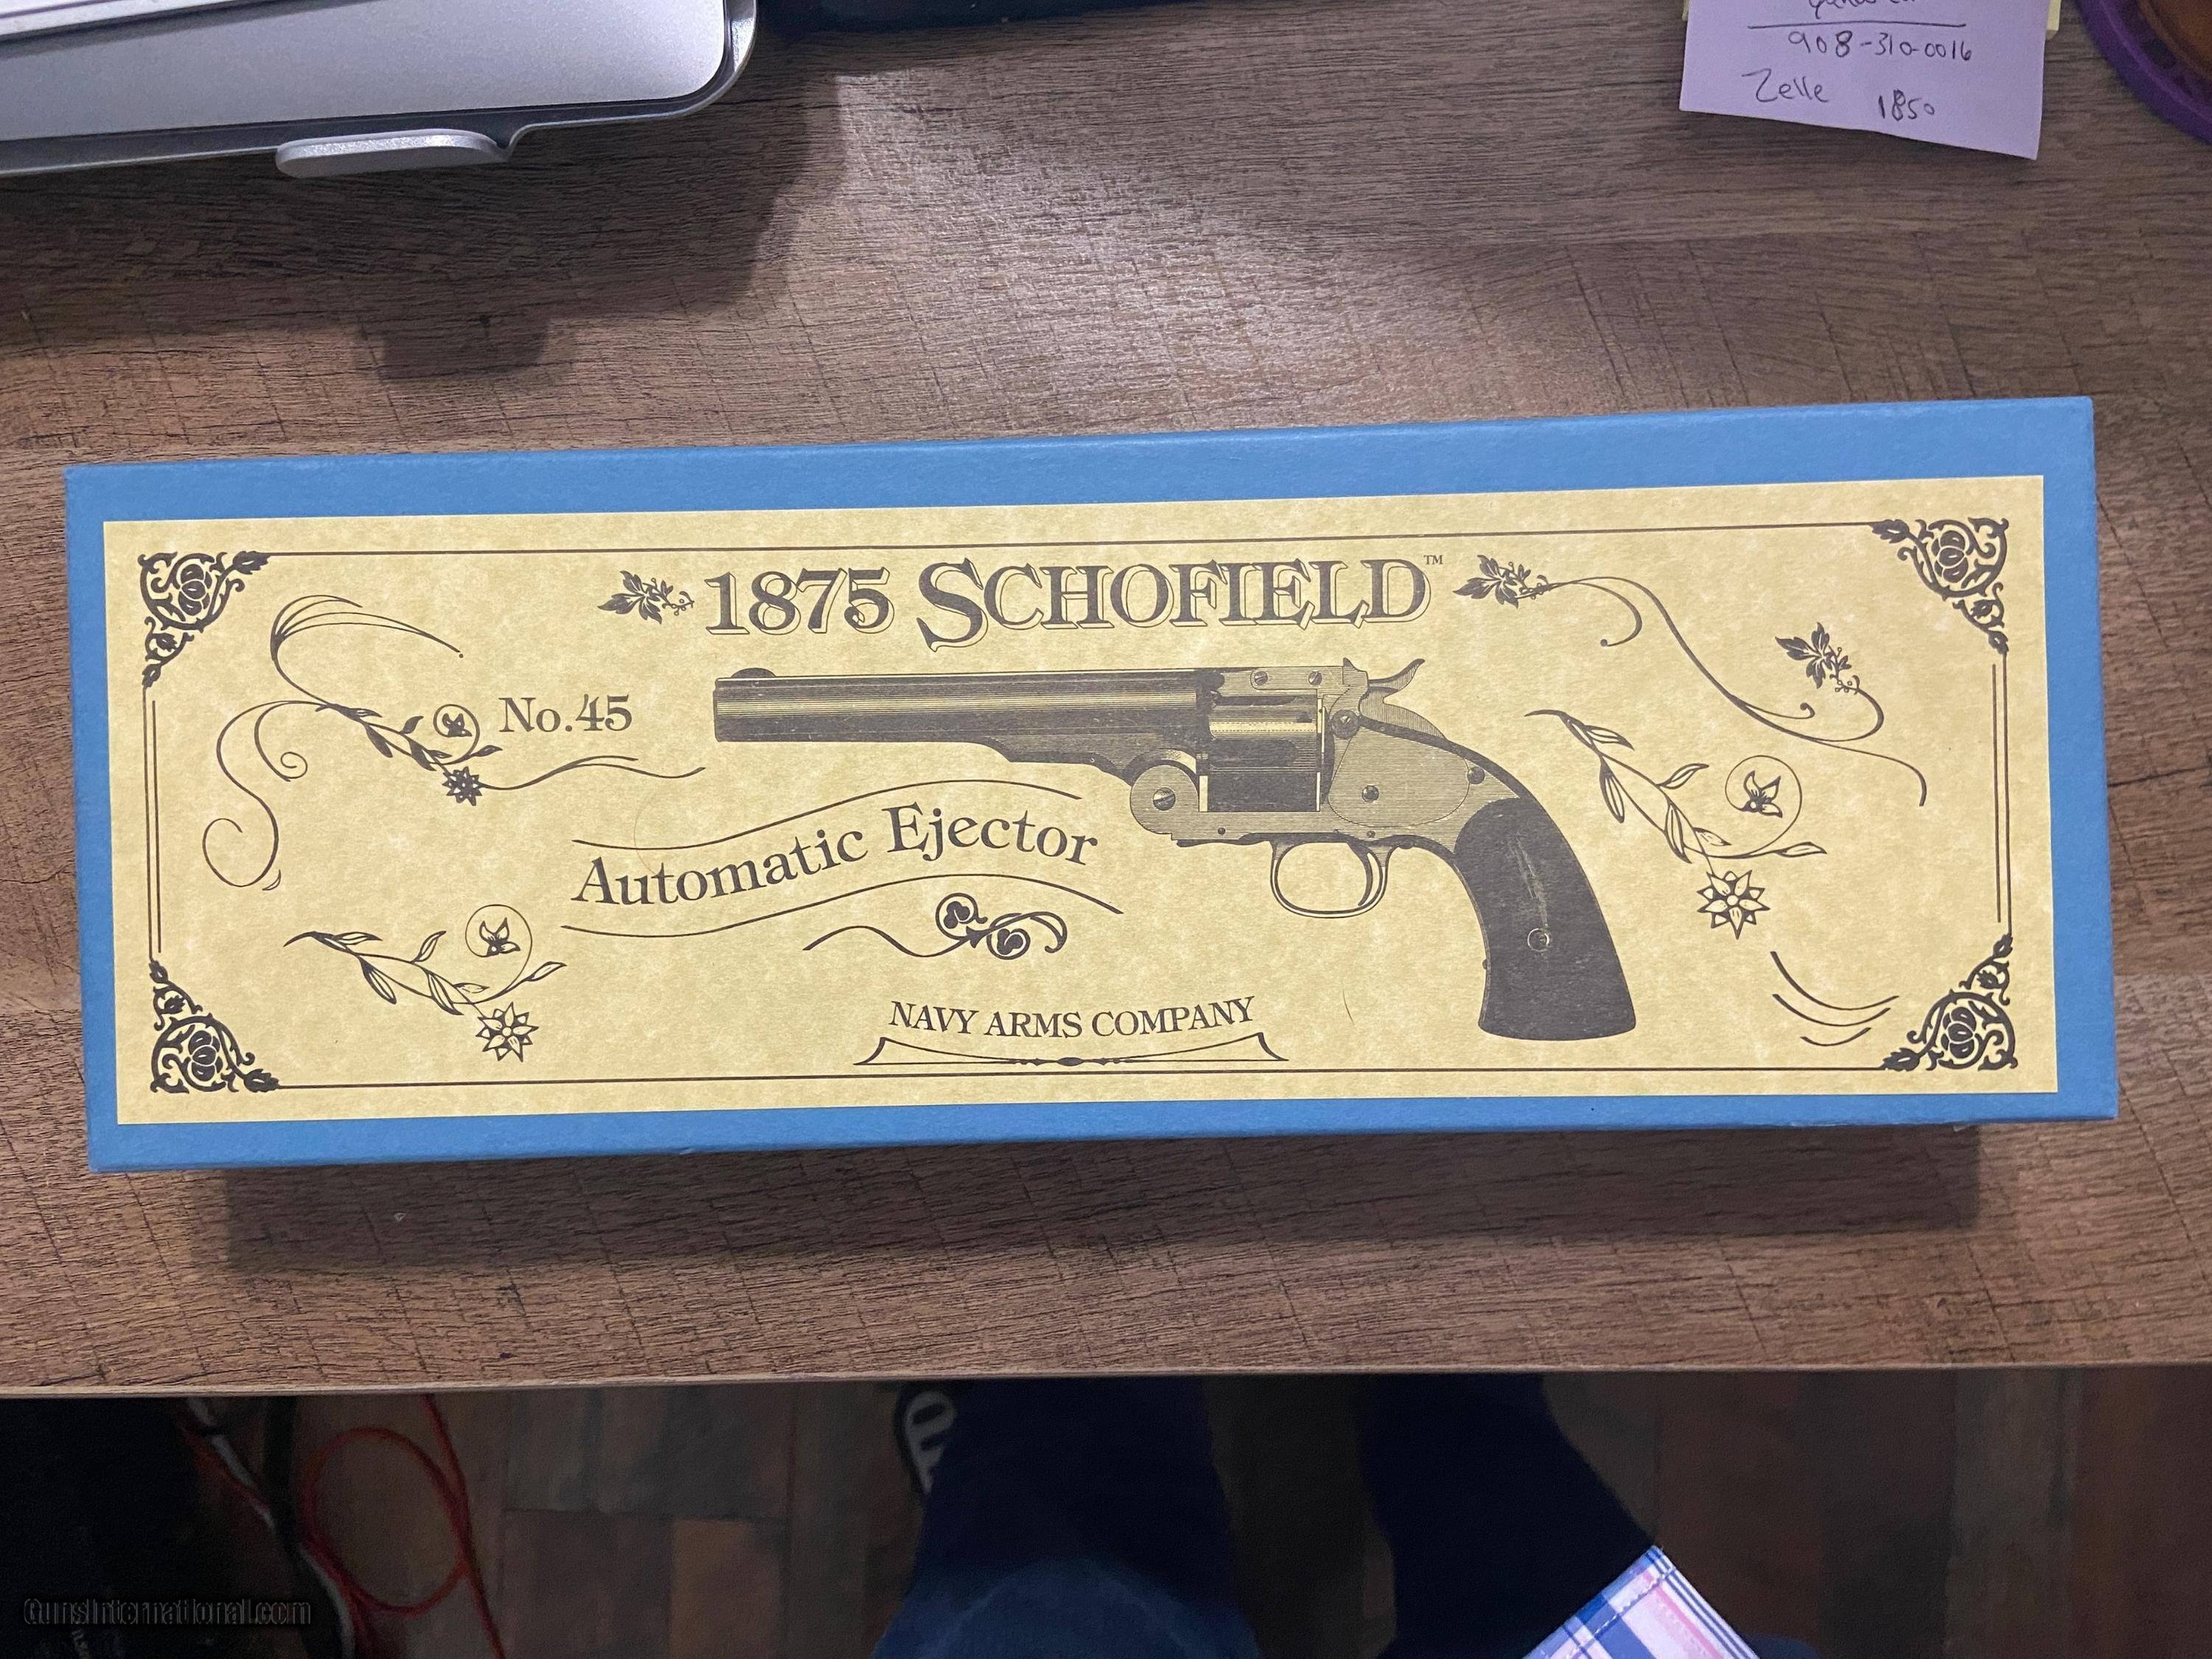 908-310-0016
Zelle 1850
1875 SCHOFIELD™
No.45
Automatic Ejector
NAVY ARMS COMPANY
GunsInternational.com